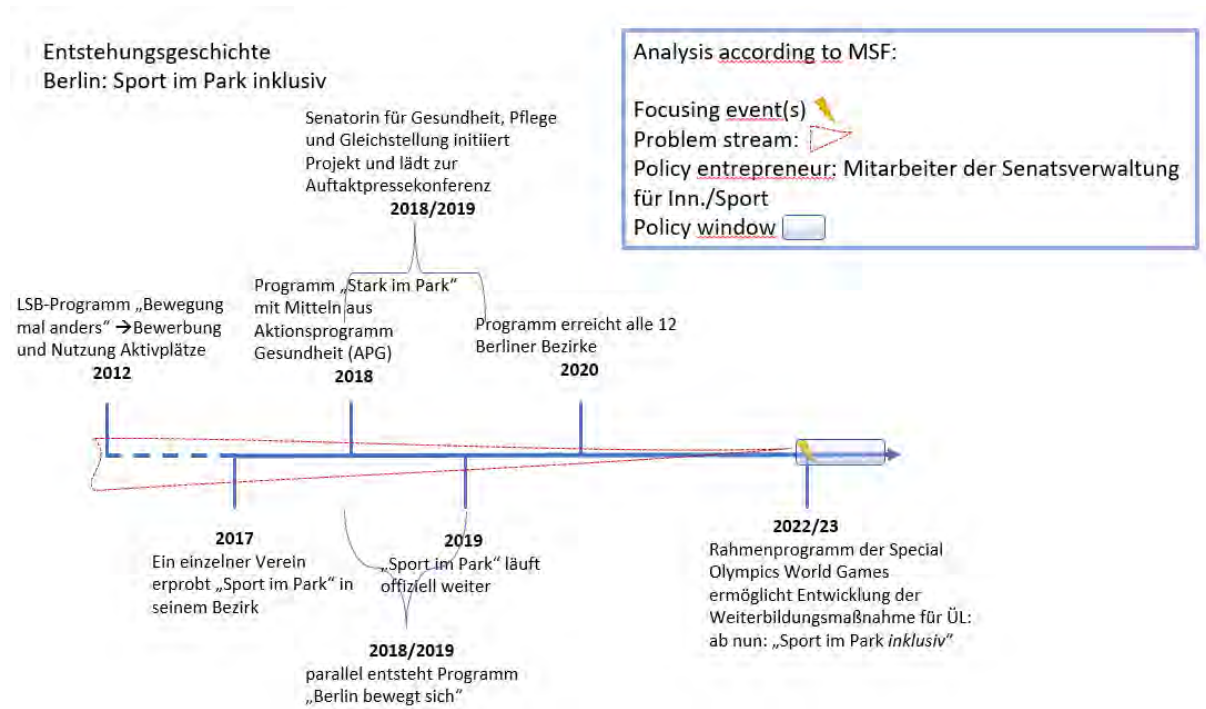 Entstehungsgeschichte
Berlin: Sport im Park inklusiv
Analysis according to MSF:
Focusing event(s)
Problem stream:
Policy entrepreneur: Mitarbeiter der Senatsverwaltung
für Inn./Sport
Policy window
Senatorin für Gesundheit, Pflege
und Gleichstellung initiiert
Projekt und lädt zur
Auftaktpressekonferenz
2018/2019
LSB-Programm „Bewegung
mal anders“ →Bewerbung
und Nutzung Aktivplätze
2012
Programm „Stark im Park“
mit Mitteln aus
Aktionsprogramm
Gesundheit (APG)
2018
Programm erreicht alle 12
Berliner Bezirke
2020
2017
Ein einzelner Verein
erprobt „Sport im Park“ in
seinem Bezirk
2019
„Sport im Park“ läuft
offiziell weiter
2018/2019
parallel entsteht Programm
„Berlin bewegt sich“
2022/23
Rahmenprogramm der Special
Olympics World Games
ermöglicht Entwicklung der
Weiterbildungsmaßnahme für ÜL:
ab nun: „Sport im Park inklusiv“